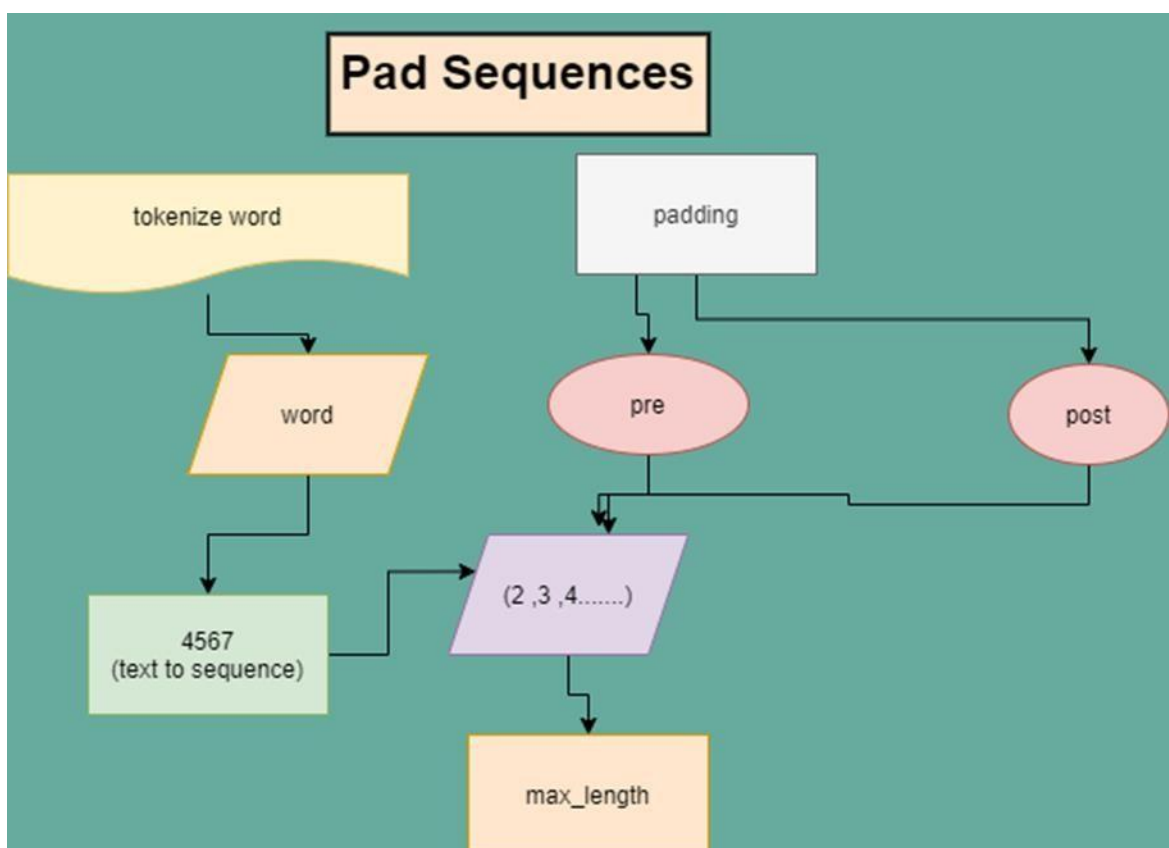 Pad Sequences
tokenize word
padding
word
pre
post
4567
(text to sequence)
(2 ,3 ,4.......)
max_length